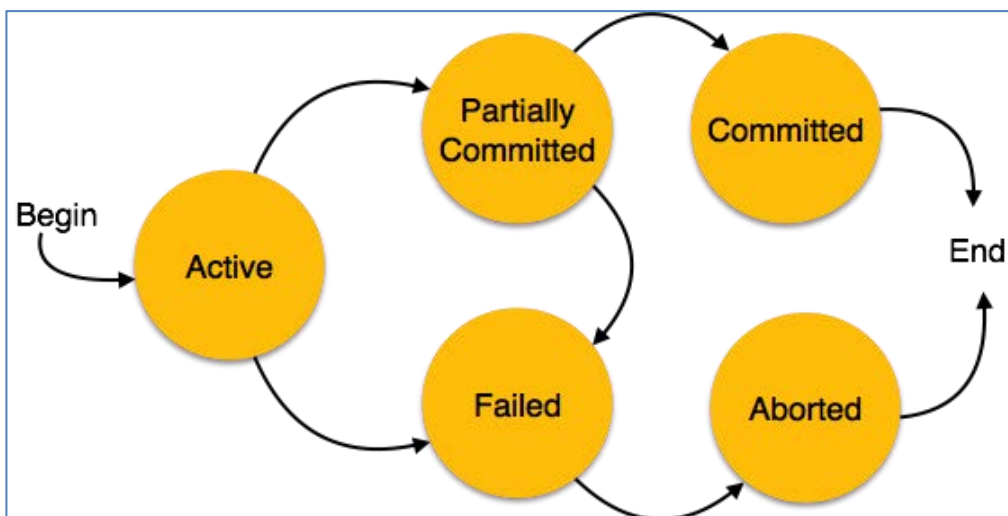 Partially
Committed
Committed
Begin
Active
End
Failed
Aborted